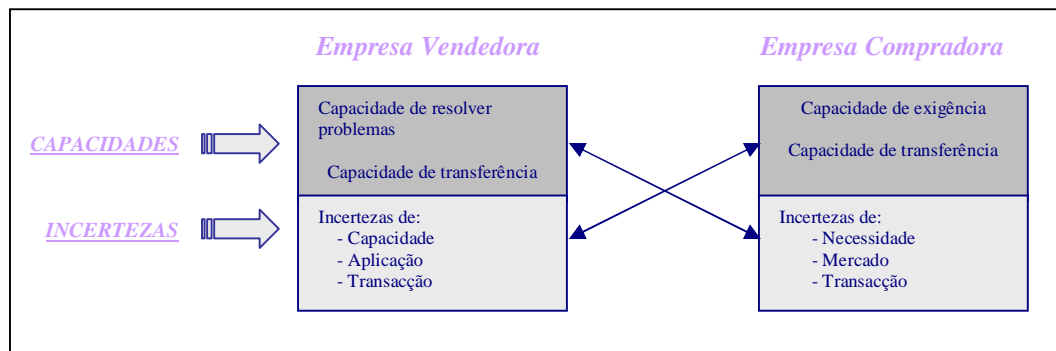 Empresa Vendedora
Empresa Compradora
CAPACIDADES
Capacidade de resolver
problemas
Capacidade de transferência
Capacidade de exigência
Capacidade de transferência
INCERTEZAS
Incertezas de:
- Capacidade
- Aplicação
- Transacção
Incertezas de:
- Necessidade
- Mercado
- Transacção